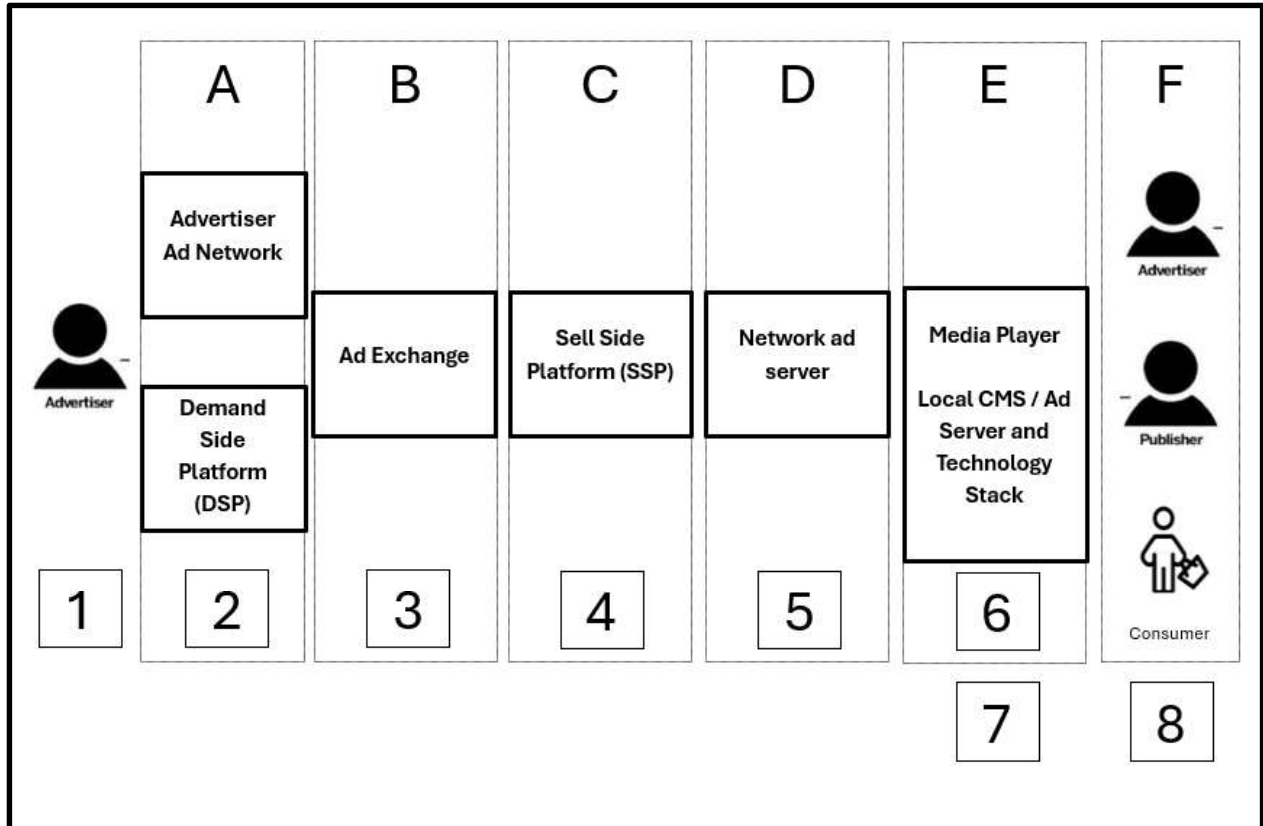 A
B
C
D
E
F
Advertiser
Advertiser
Ad Network
Demand
Side
Platform
(DSP)
Ad Exchange
Sell Side
Platform (SSP)
Network ad
server
Media Player
Local CMS / Ad
Server and
Technology
Stack
Advertiser
Publisher
Consumer
1
2
3
4
5
6
7
8